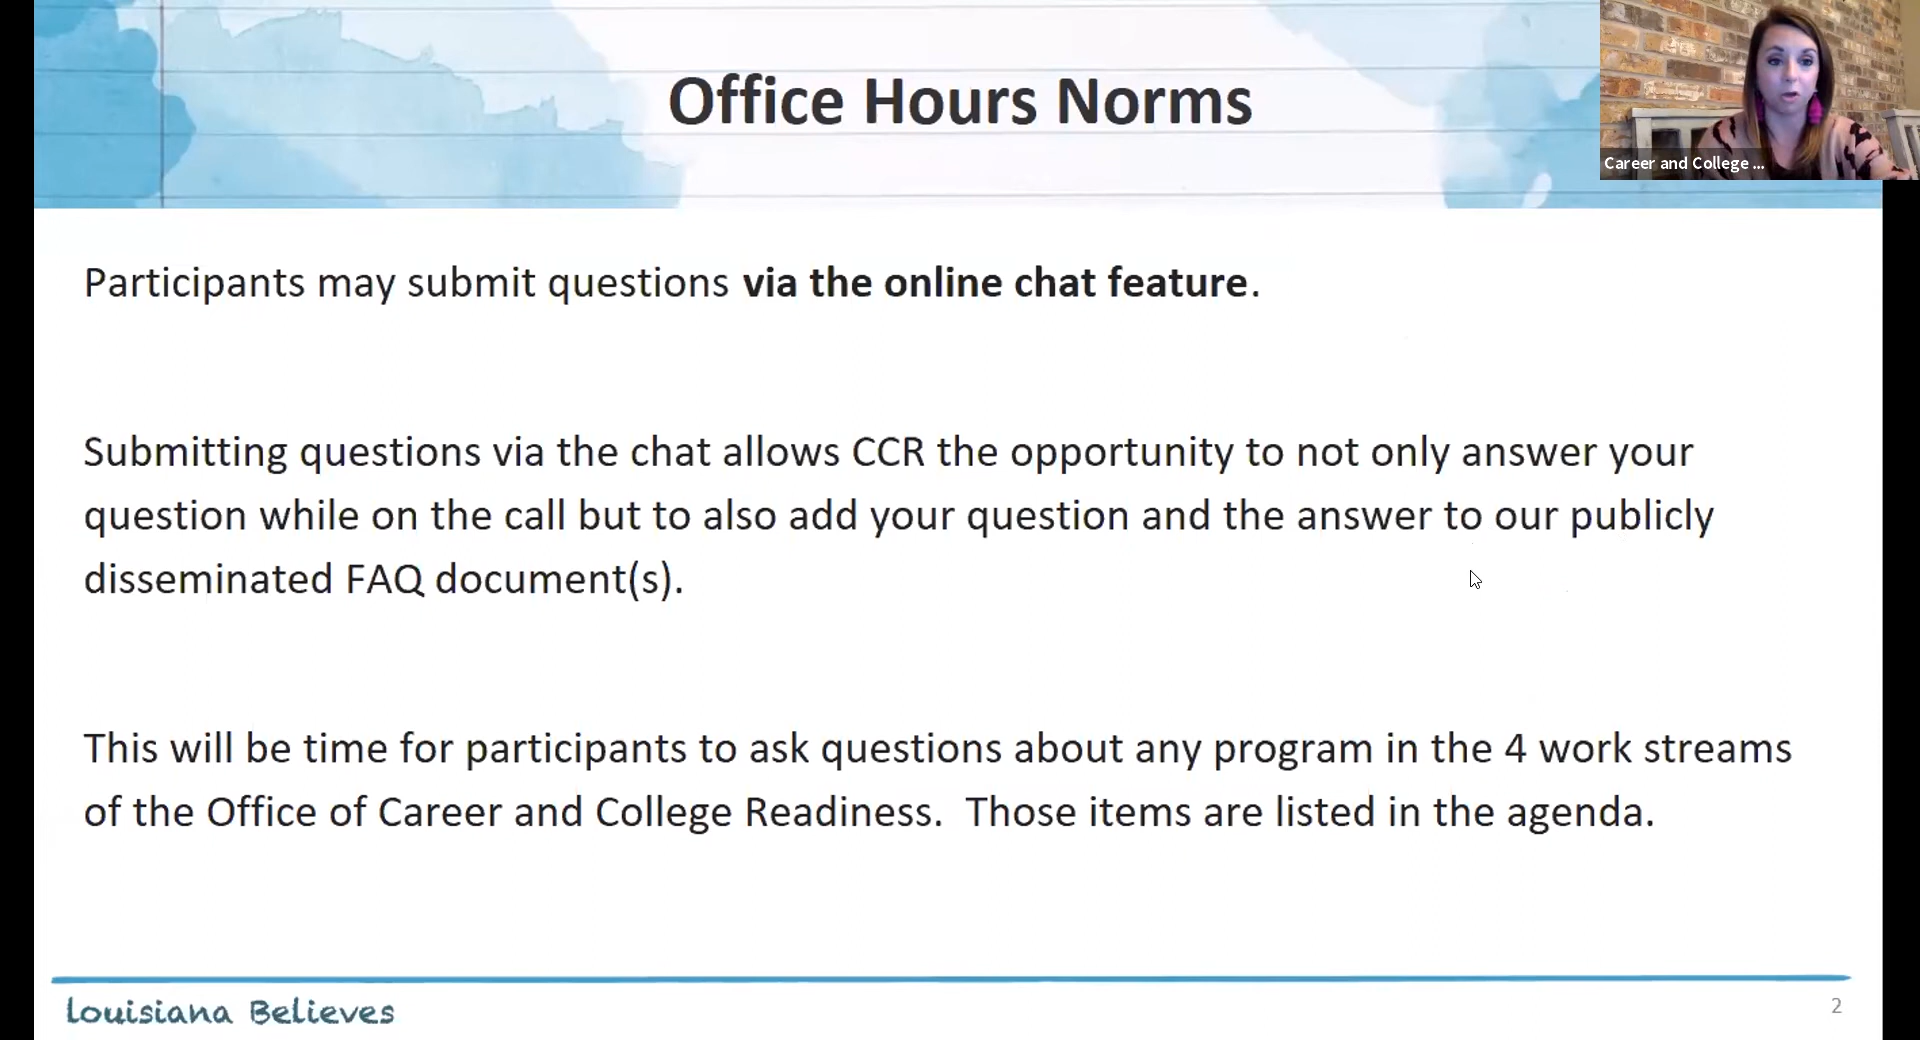 Office Hours Norms
Career and College ...
Participants may submit questions via the online chat feature.
Submitting questions via the chat allows CCR the opportunity to not only answer your
question while on the call but to also add your question and the answer to our publicly
disseminated FAQ document(s).
This will be time for participants to ask questions about any program in the 4 work streams
of the Office of Career and College Readiness.  Those items are listed in the agenda.
Louisiana Believes
2